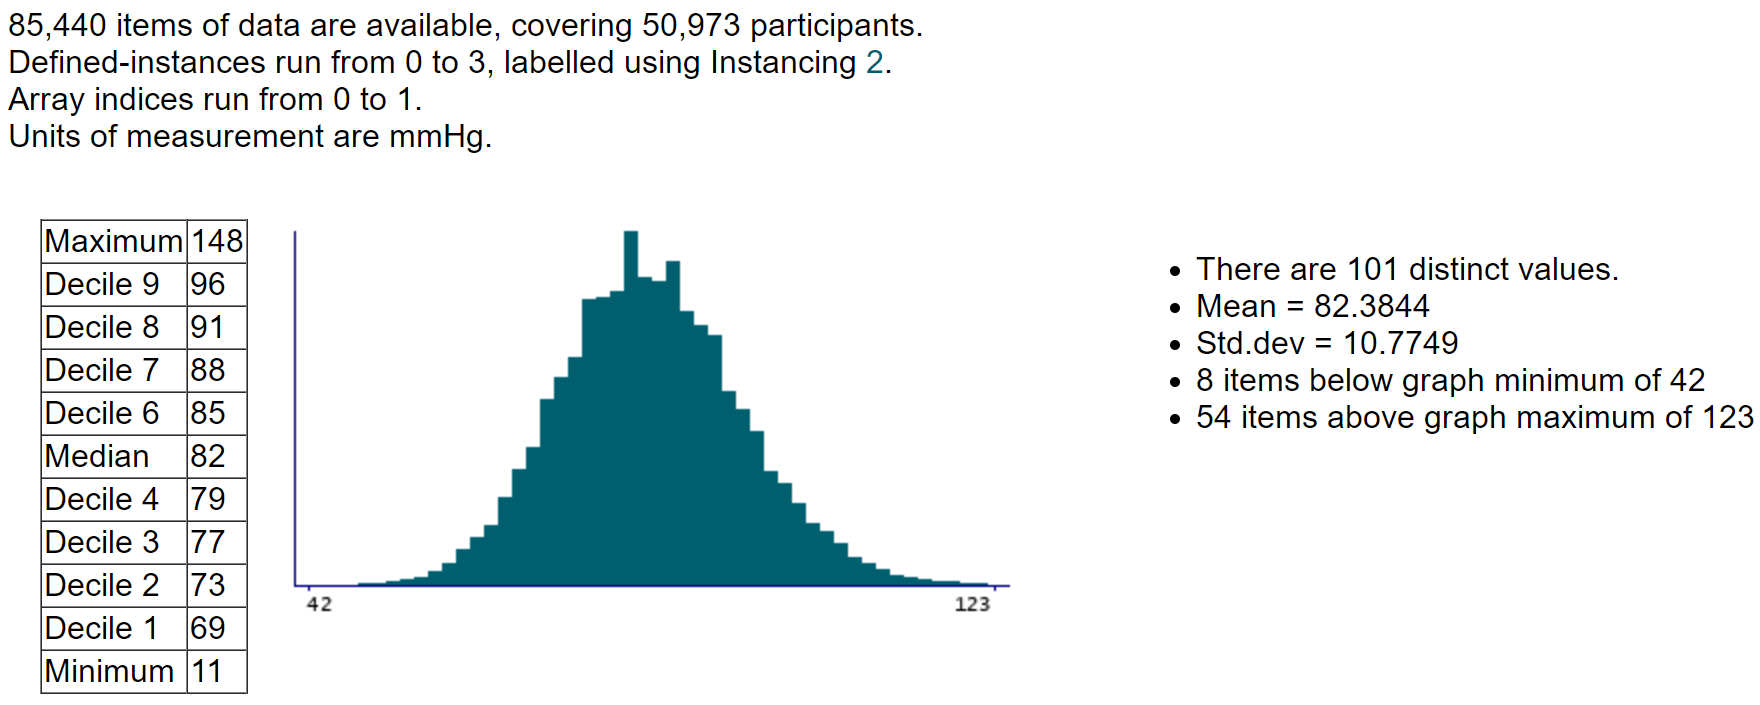 85,440 items of data are available, covering 50,973 participants.
Defined-instances run from 0 to 3, labelled using Instancing 2.
Array indices run from 0 to 1.
Units of measurement are mmHg.
Maximum 148
Decile 9 96
Decile 8 91
Decile 7 88
Decile 6 85
Median 82
Decile 4 79
Decile 3 77
Decile 2 73
Decile 1 69
Minimum 11
42 123
• There are 101 distinct values.
• Mean = 82.3844
• Std.dev = 10.7749
• 8 items below graph minimum of 42
• 54 items above graph maximum of 123